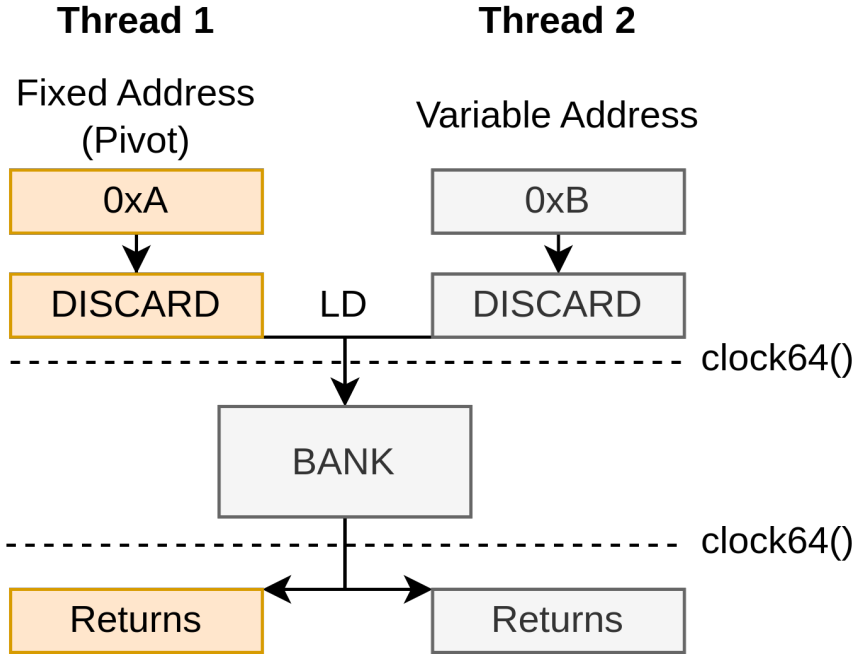 Thread 1
Thread 2
Fixed Address
(Pivot)
Variable Address
0xA
0xB
DISCARD
LD
DISCARD
clock64()
BANK
clock64()
Returns
Returns